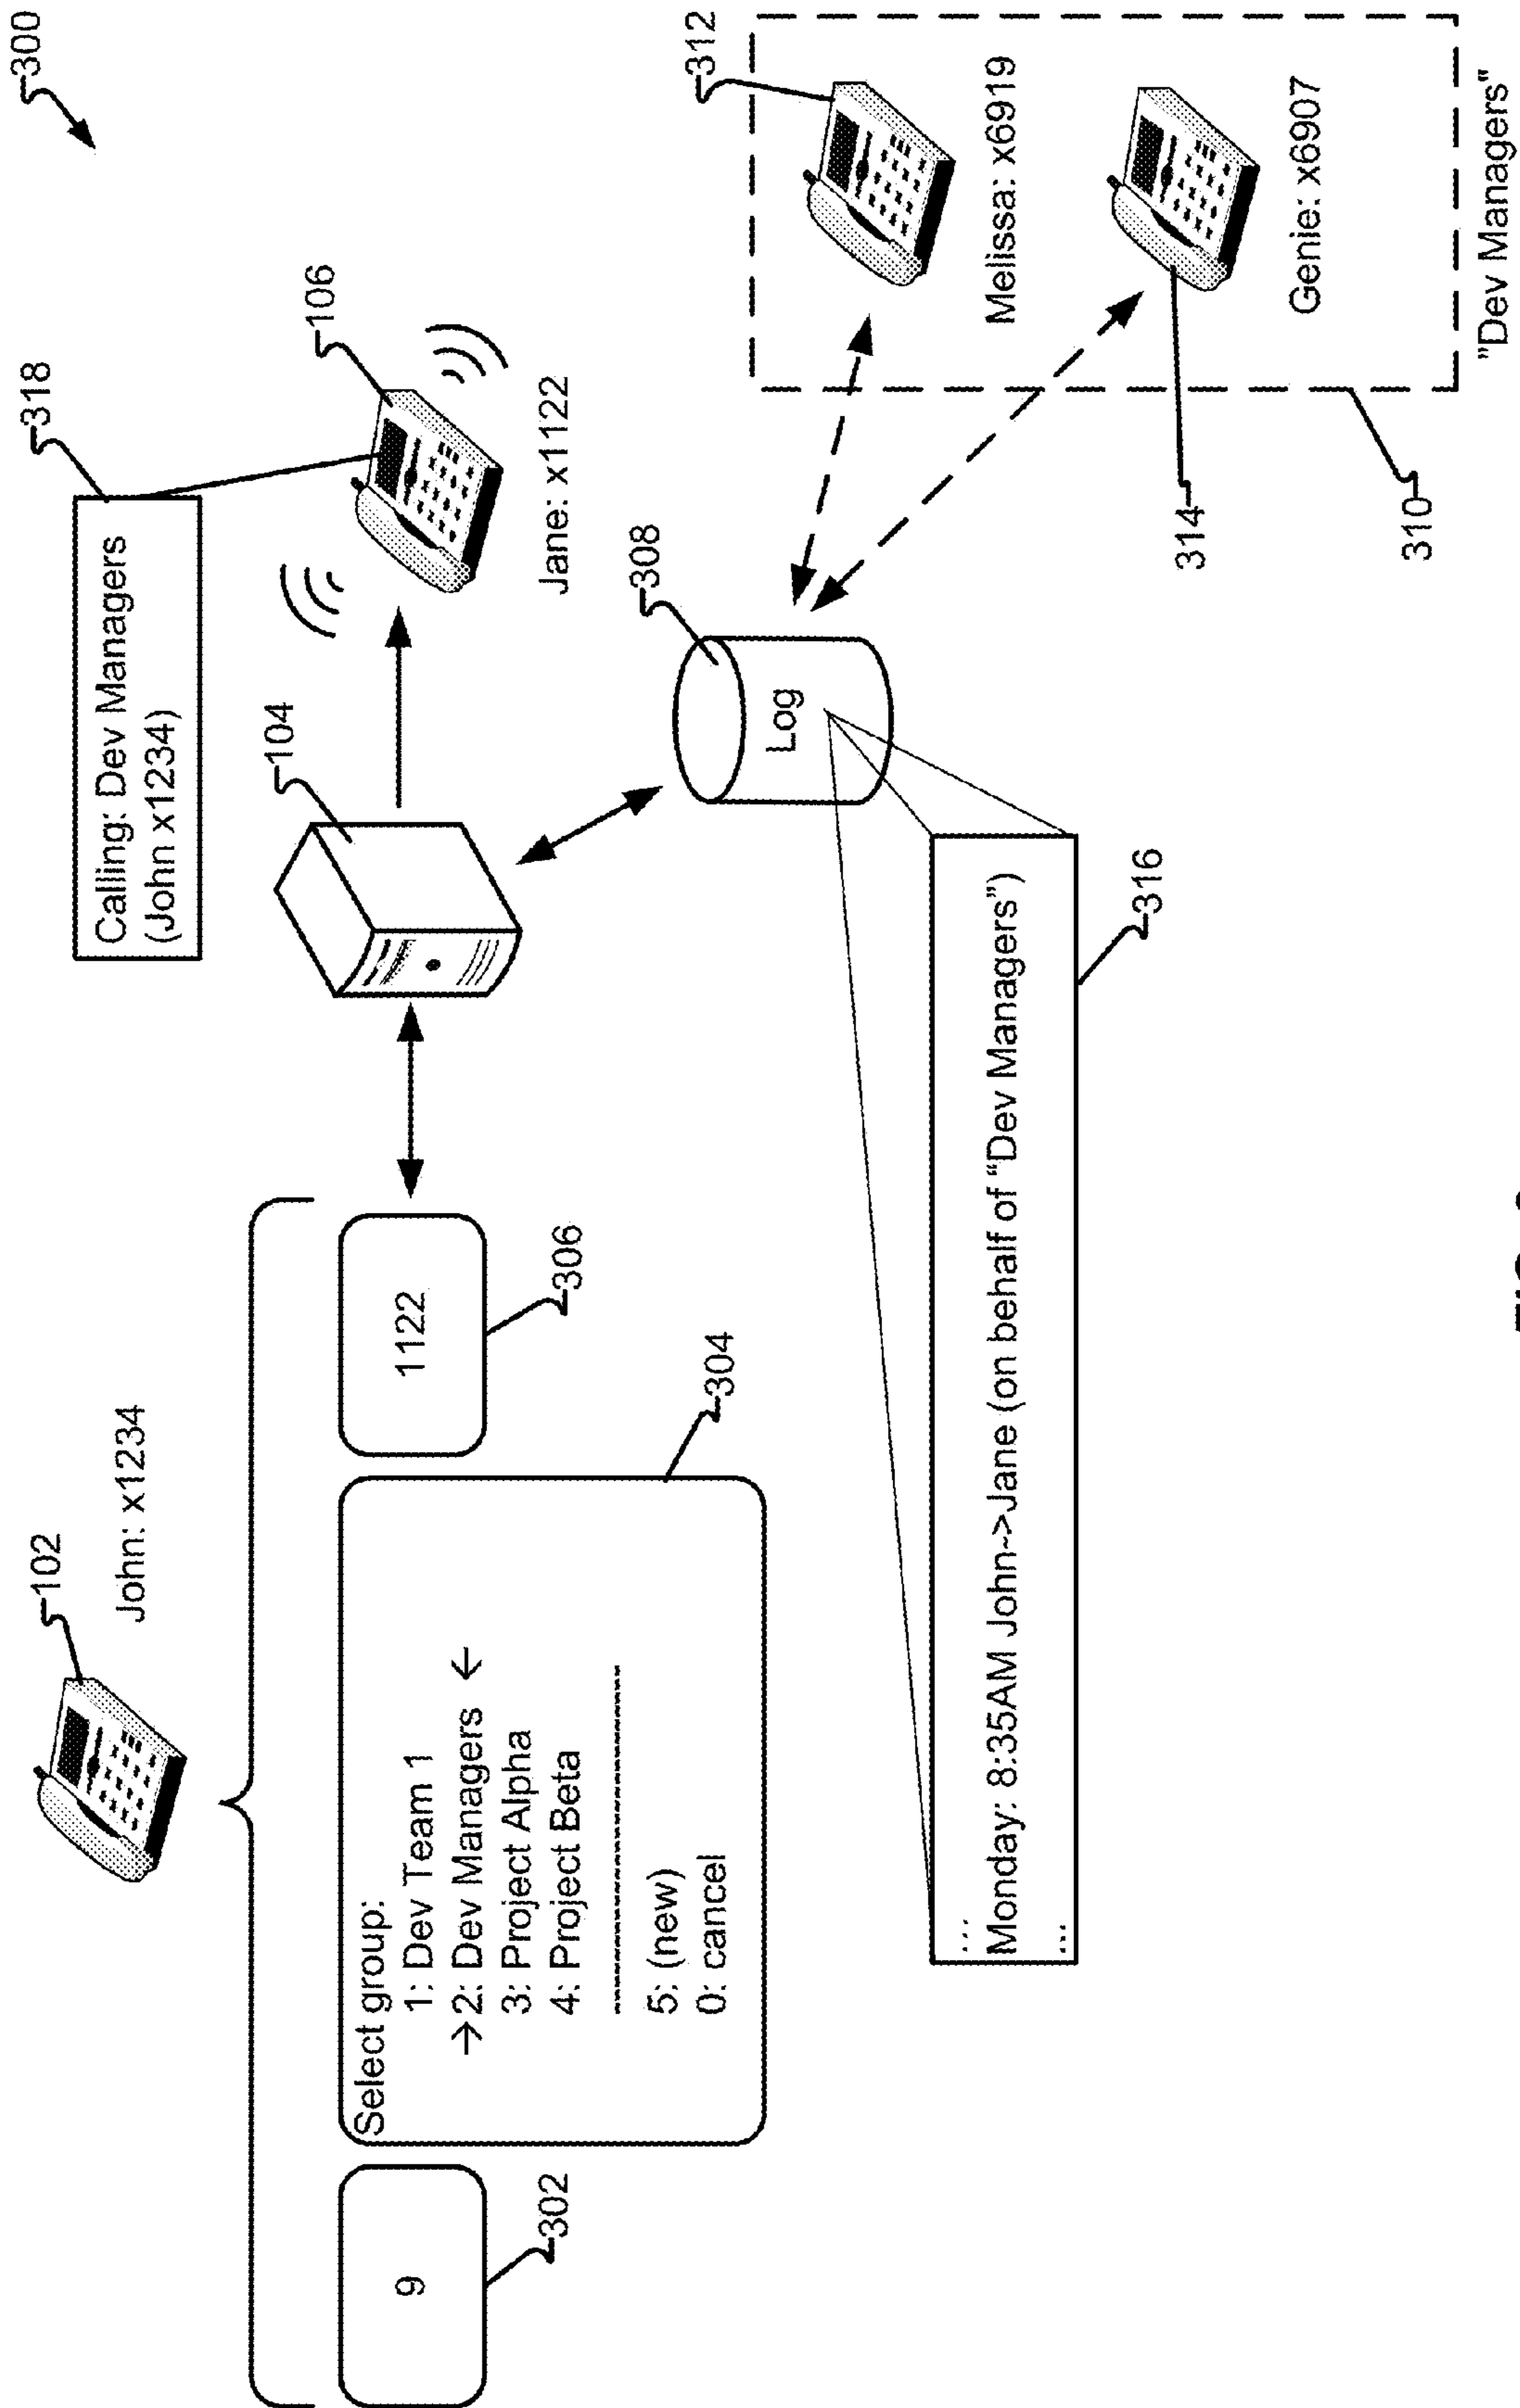 300
318
Calling: Dev Managers
(John x1234)
102
John: x1234
104
106
Jane: x1122
9
302
Select group:
1: Dev Team 1
→2: Dev Managers ←
3: Project Alpha
4: Project Beta
--------------------
5: (new)
0: cancel
304
1122
306
308
Log
312
Melissa: x6919
314
Genie: x6907
310
"Dev Managers"
...
Monday: 8:35AM John-->Jane (on behalf of “Dev Managers”)
...
316